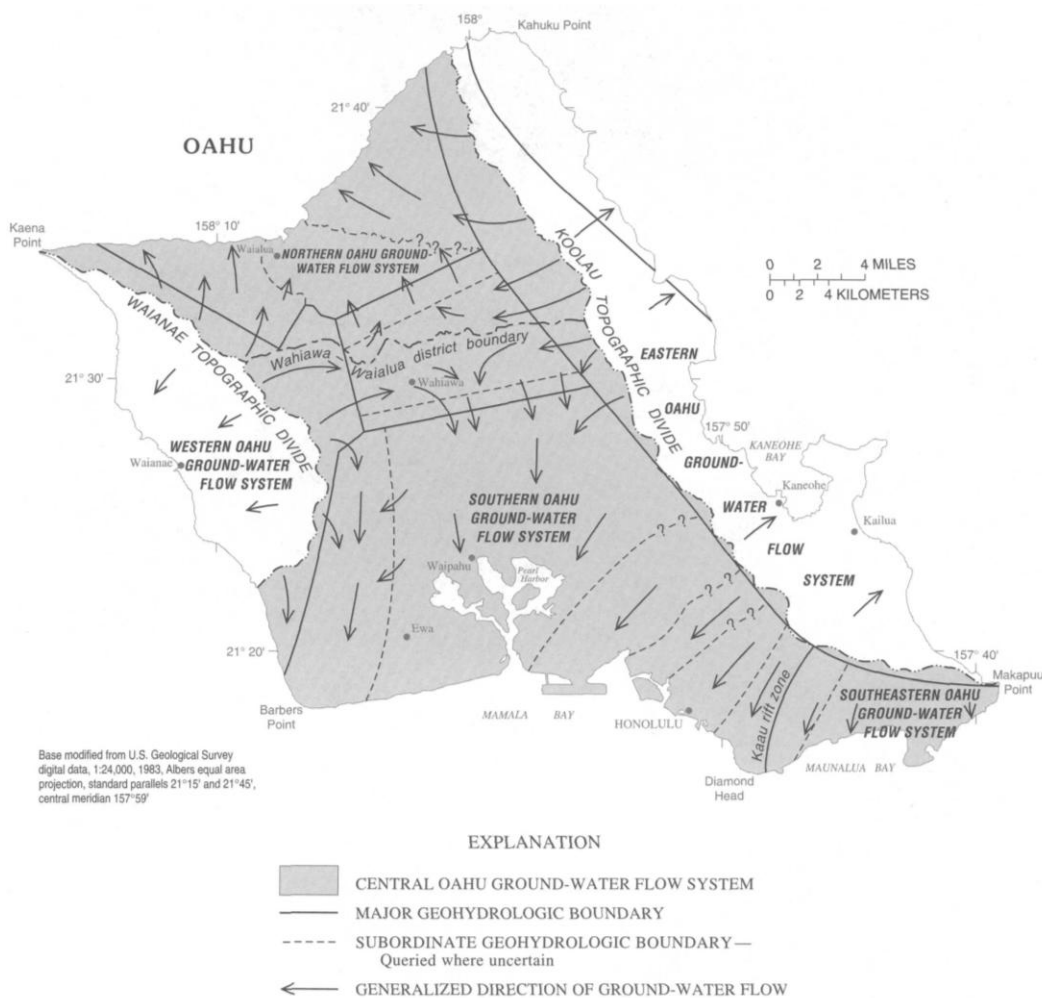 158°
Kahuku Point
21° 40'
OAHU
Kaena
Point
158° 10'
Waialua
NORTHERN OAHU GROUND-
WATER FLOW SYSTEM
? ? ?
KOOLAU TOPOGRAPHIC DIVIDE
0 2 4 MILES
0 2 4 KILOMETERS
WAIANAE TOPOGRAPHIC DIVIDE
Wahiawa
Waialua district boundary
Wahiawa
21° 30'
EASTERN
OAHU
GROUND-
WATER
FLOW
SYSTEM
157° 50'
KANEOHE
BAY
Kaneohe
Kailua
WESTERN OAHU
GROUND-WATER
FLOW SYSTEM
Waianae
SOUTHERN OAHU
GROUND-WATER
FLOW SYSTEM
? ?
Waipahu
Pearl
Harbor
? ?
? ?
Ewa
21° 20'
157° 40'
Makapuu
Point
Barbers
Point
MAMALA BAY
HONOLULU
Kaau rift zone
SOUTHEASTERN OAHU
GROUND-WATER
FLOW SYSTEM
MAUNALUA BAY
Diamond
Head
Base modified from U.S. Geological Survey
digital data, 1:24,000, 1983, Albers equal area
projection, standard parallels 21°15' and 21°45',
central meridian 157°59'
EXPLANATION
CENTRAL OAHU GROUND-WATER FLOW SYSTEM
MAJOR GEOHYDROLOGIC BOUNDARY
SUBORDINATE GEOHYDROLOGIC BOUNDARY—
Queried where uncertain
GENERALIZED DIRECTION OF GROUND-WATER FLOW